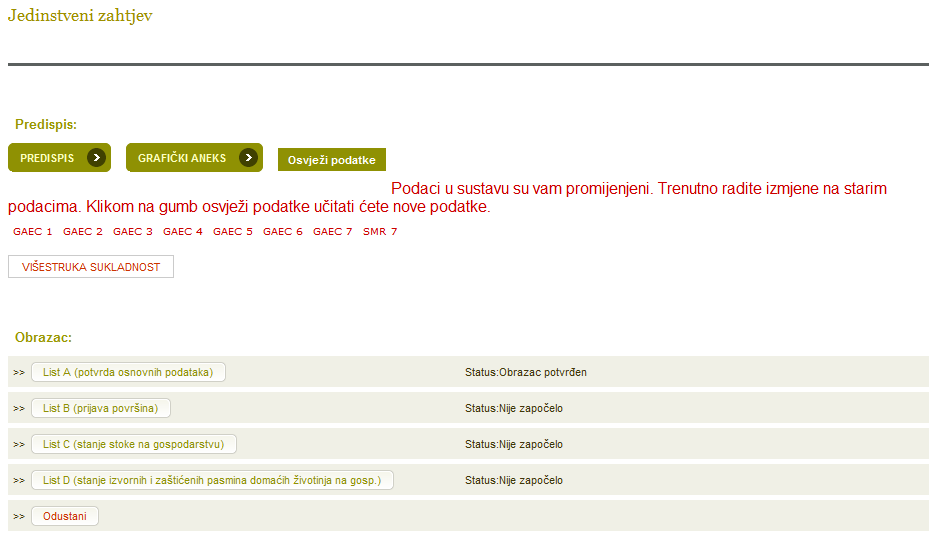 Jedinstveni zahtjev
Predispis:
PREDISPIS GRAFIČKI ANEKS Osvježi podatke
Podaci u sustavu su vam promijenjeni. Trenutno radite izmjene na starim
podacima. Klikom na gumb osvježi podatke učitati ćete nove podatke.
GAEC 1 GAEC 2 GAEC 3 GAEC 4 GAEC 5 GAEC 6 GAEC 7 SMR 7
VIŠESTRUKA SUKLADNOST
Obrazac:
>> List A (potvrda osnovnih podataka) Status:Obrazac potvrđen
>> List B (prijava površina) Status:Nije započelo
>> List C (stanje stoke na gospodarstvu) Status:Nije započelo
>> List D (stanje izvornih i zaštićenih pasmina domaćih životinja na gosp.) Status:Nije započelo
>> Odustani